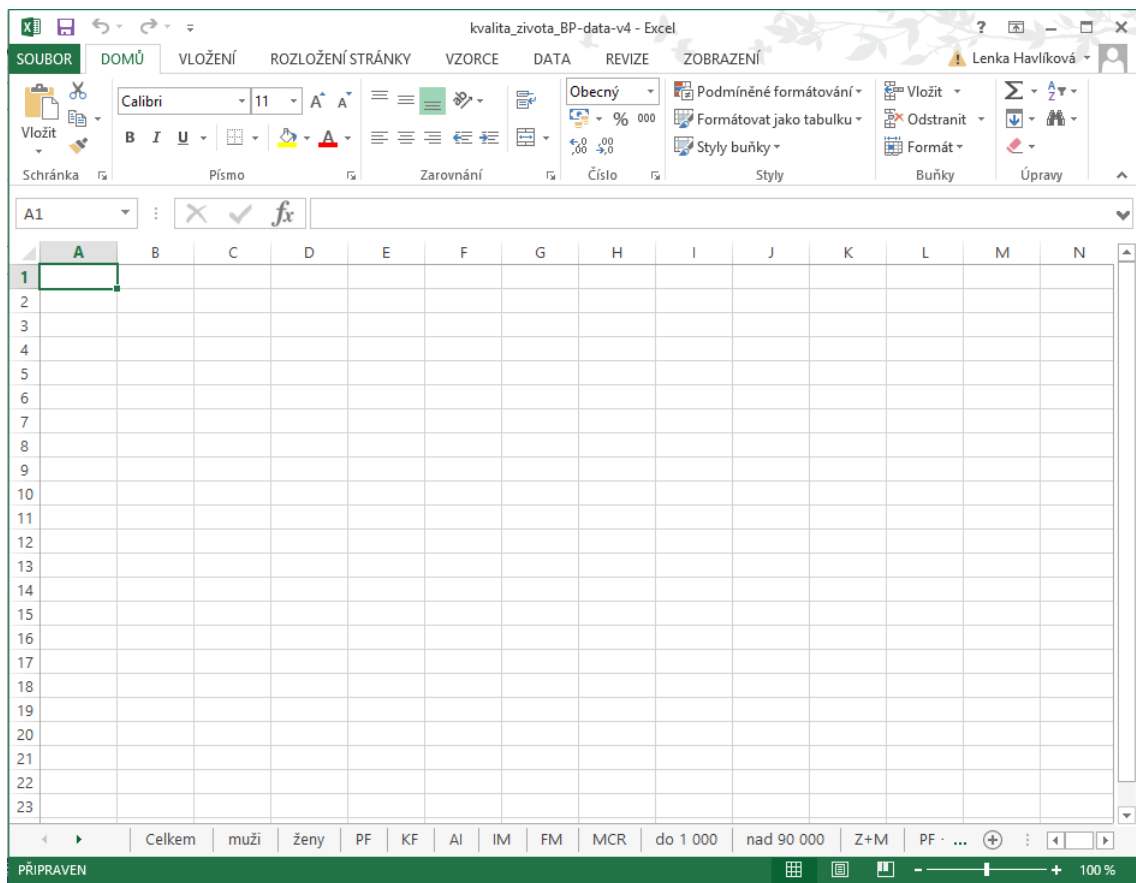 kvalita_zivota_BP-data-v4 - Excel
SOUBOR DOMŮ VLOŽENÍ ROZLOŽENÍ STRÁNKY VZORCE DATA REVIZE ZOBRAZENÍ Lenka Havlíková
Calibri 11 Obecný Podmíněné formátování Vložit
Vložit % 000 Formátovat jako tabulku Odstranit
B I U A Styly buňky Formát
Schránka Písmo Zarovnání Číslo Styly Buňky Úpravy
A1 fx
A B C D E F G H I J K L M N
1
2
3
4
5
6
7
8
9
10
11
12
13
14
15
16
17
18
19
20
21
22
23
Celkem muži ženy PF KF AI IM FM MCR do 1 000 nad 90 000 Z+M PF - ...
PŘIPRAVEN 100 %